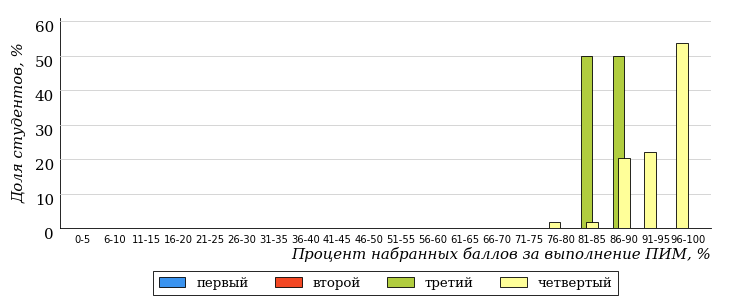 60
50
40
30
20
10
0
Доля студентов, %
0-5 6-10 11-15 16-20 21-25 26-30 31-35 36-40 41-45 46-50 51-55 56-60 61-65 66-70 71-75 76-80 81-85 86-90 91-95 96-100
Процент набранных баллов за выполнение ПИМ, %
первый второй третий четвертый